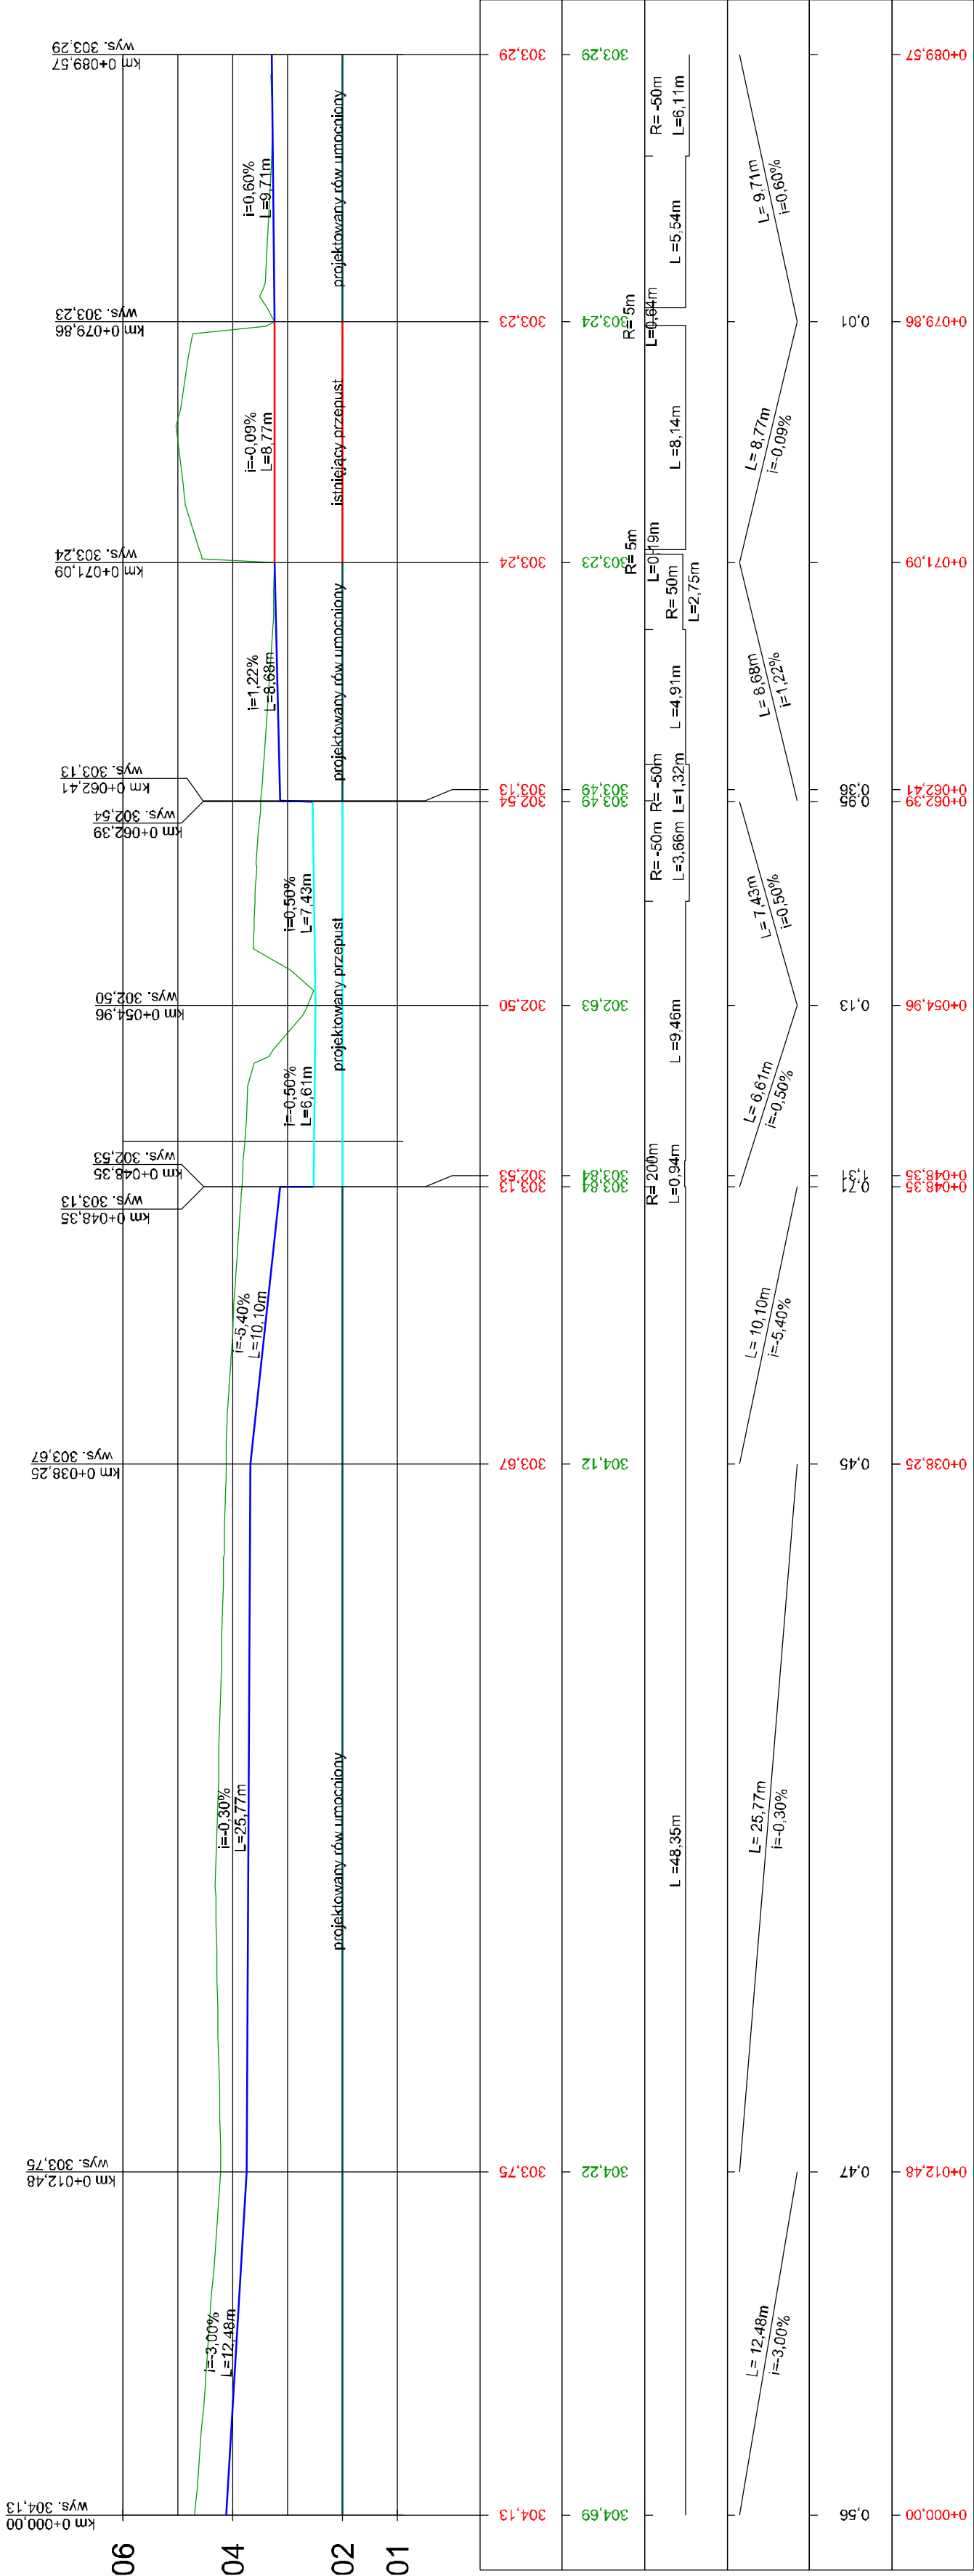 km 0+000,00
wys. 304,13
km 0+012,48
wys. 303,75
km 0+038,25
wys. 303,67
km 0+048,35
wys. 303,13
km 0+048,35
wys. 302,53
km 0+054,96
wys. 302,50
km 0+062,39
wys. 302,54
km 0+062,41
wys. 303,13
km 0+071,09
wys. 303,24
km 0+079,86
wys. 303,23
km 0+089,57
wys. 303,29
06
04
02
01
i=-3,00%
L=12,48m
i=-0,30%
L=25,77m
i=-5,40%
L=10,10m
i=-0,50%
L=6,61m
i=0,50%
L=7,43m
i=1,22%
L=8,68m
i=-0,09%
L=8,77m
i=0,60%
L=9,71m
projektowany rów umocniony
projektowany przepust
projektowany rów umocniony
istniejący przepust
projektowany rów umocniony
304,13
303,75
303,67
303,13
302,53
302,50
302,54
303,13
303,24
303,23
303,29
304,69
304,22
304,12
303,84
303,84
302,63
303,49
303,49
303,23
303,24
303,29
L =48,35m
R= 200m
L=0,94m
L =9,46m
R= -50m
L=3,66m
R= -50m
L=1,32m
L =4,91m
R= 50m
L=2,75m
R= 5m
L=0,19m
L =8,14m
R= 5m
L=0,64m
L =5,54m
R= -50m
L=6,11m
L= 12,48m
i=-3,00%
L= 25,77m
i=-0,30%
L= 10,10m
i=-5,40%
L= 6,61m
i=-0,50%
L= 7,43m
i=0,50%
L= 8,68m
i=1,22%
L= 8,77m
i=-0,09%
L= 9,71m
i=0,60%
0,56
0,47
0,45
0,71
1,31
0,13
0,95
0,36
0,01
0+000,00
0+012,48
0+038,25
0+048,35
0+048,35
0+054,96
0+062,39
0+062,41
0+071,09
0+079,86
0+089,57